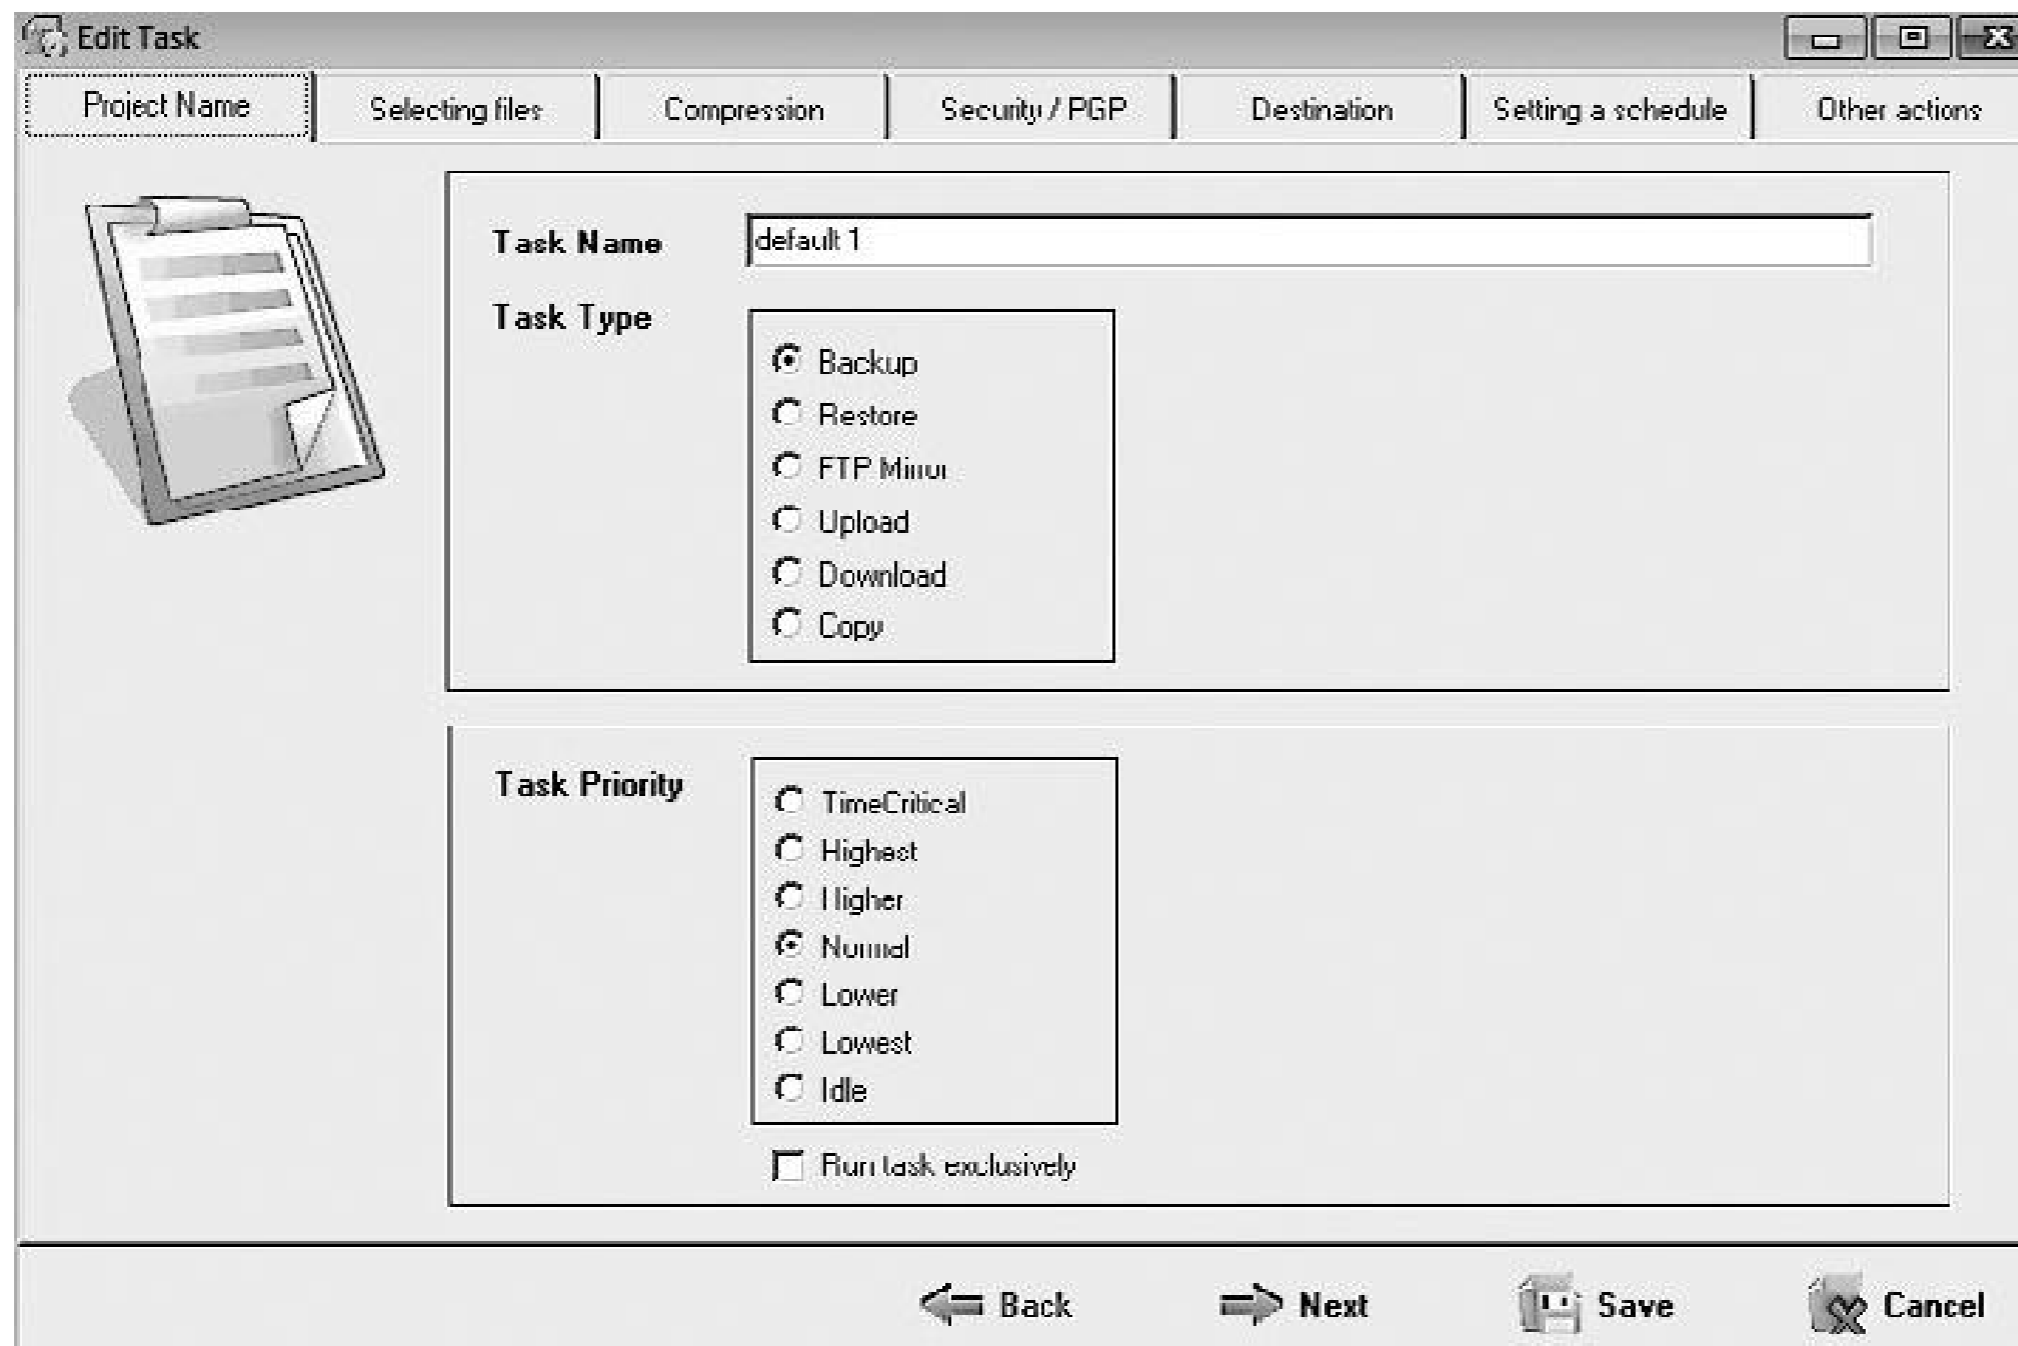 Edit Task
Project Name Selecting files Compression Security / PGP Destination Setting a schedule Other actions
Task Name default 1
Task Type
Backup
Restore
FTP Mirror
Upload
Download
Copy
Task Priority
TimeCritical
Highest
Higher
Normal
Lower
Lowest
Idle
Run task exclusively
Back Next Save Cancel